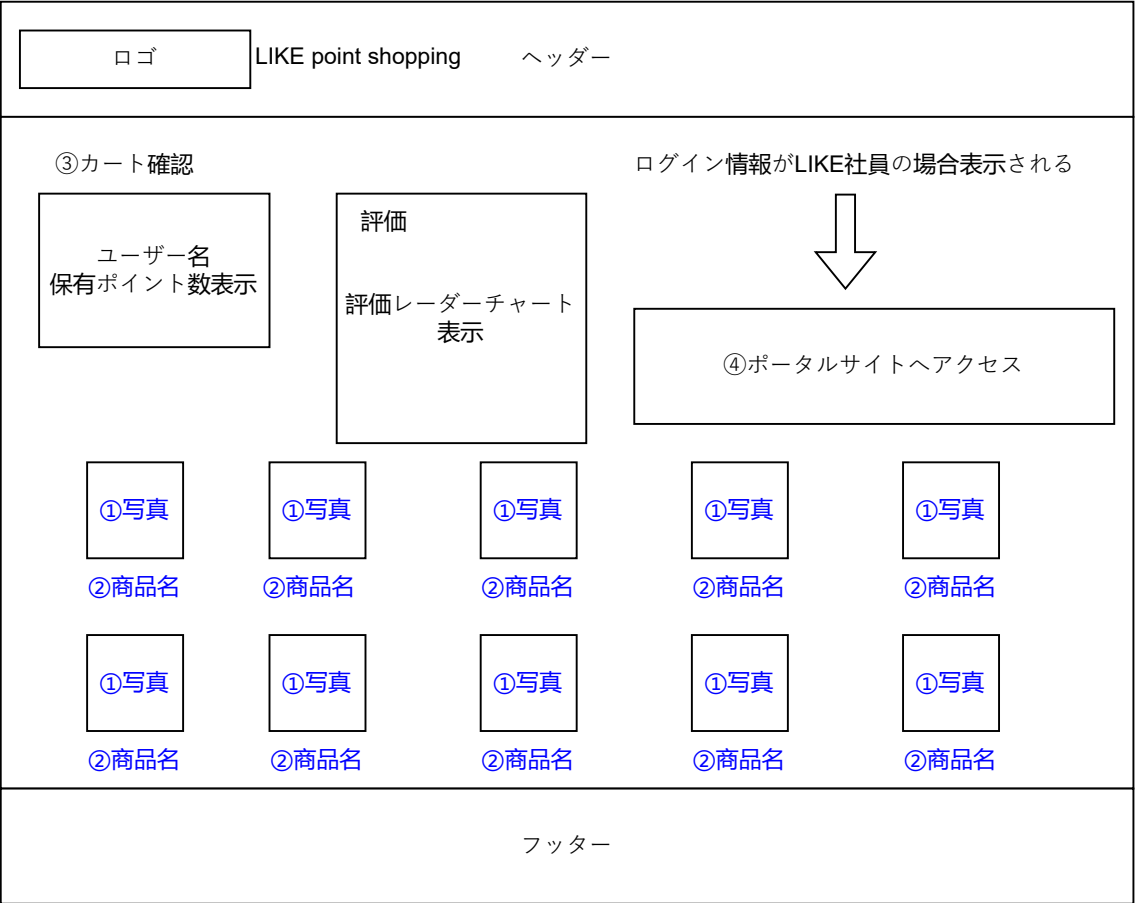 ロゴ
LIKE point shopping
ヘッダー
③カート確認
ログイン情報がLIKE社員の場合表示される
ユーザー名
保有ポイント数表示
評価
評価レーダーチャート
表示
④ポータルサイトへアクセス
①写真
①写真
①写真
①写真
①写真
②商品名
②商品名
②商品名
②商品名
②商品名
①写真
①写真
①写真
①写真
①写真
②商品名
②商品名
②商品名
②商品名
②商品名
フッター